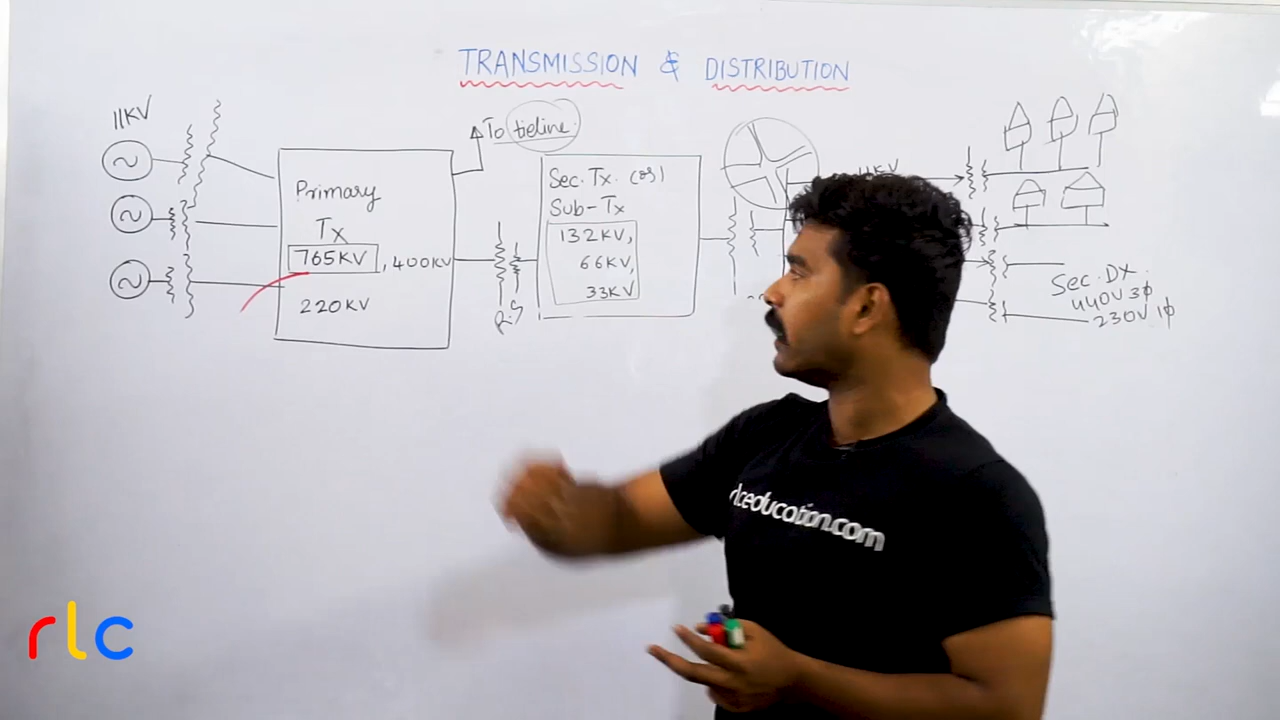 TRANSMISSION & DISTRIBUTION
11KV
To tieline.
Primary
Tx
765KV, 400KV
220KV
R.S
Sec. Tx. (or)
Sub-Tx
132KV,
66KV,
33KV
11KV
Sec. Dx.
440V 3ϕ
230V 1ϕ
rlceducation.com
rlc